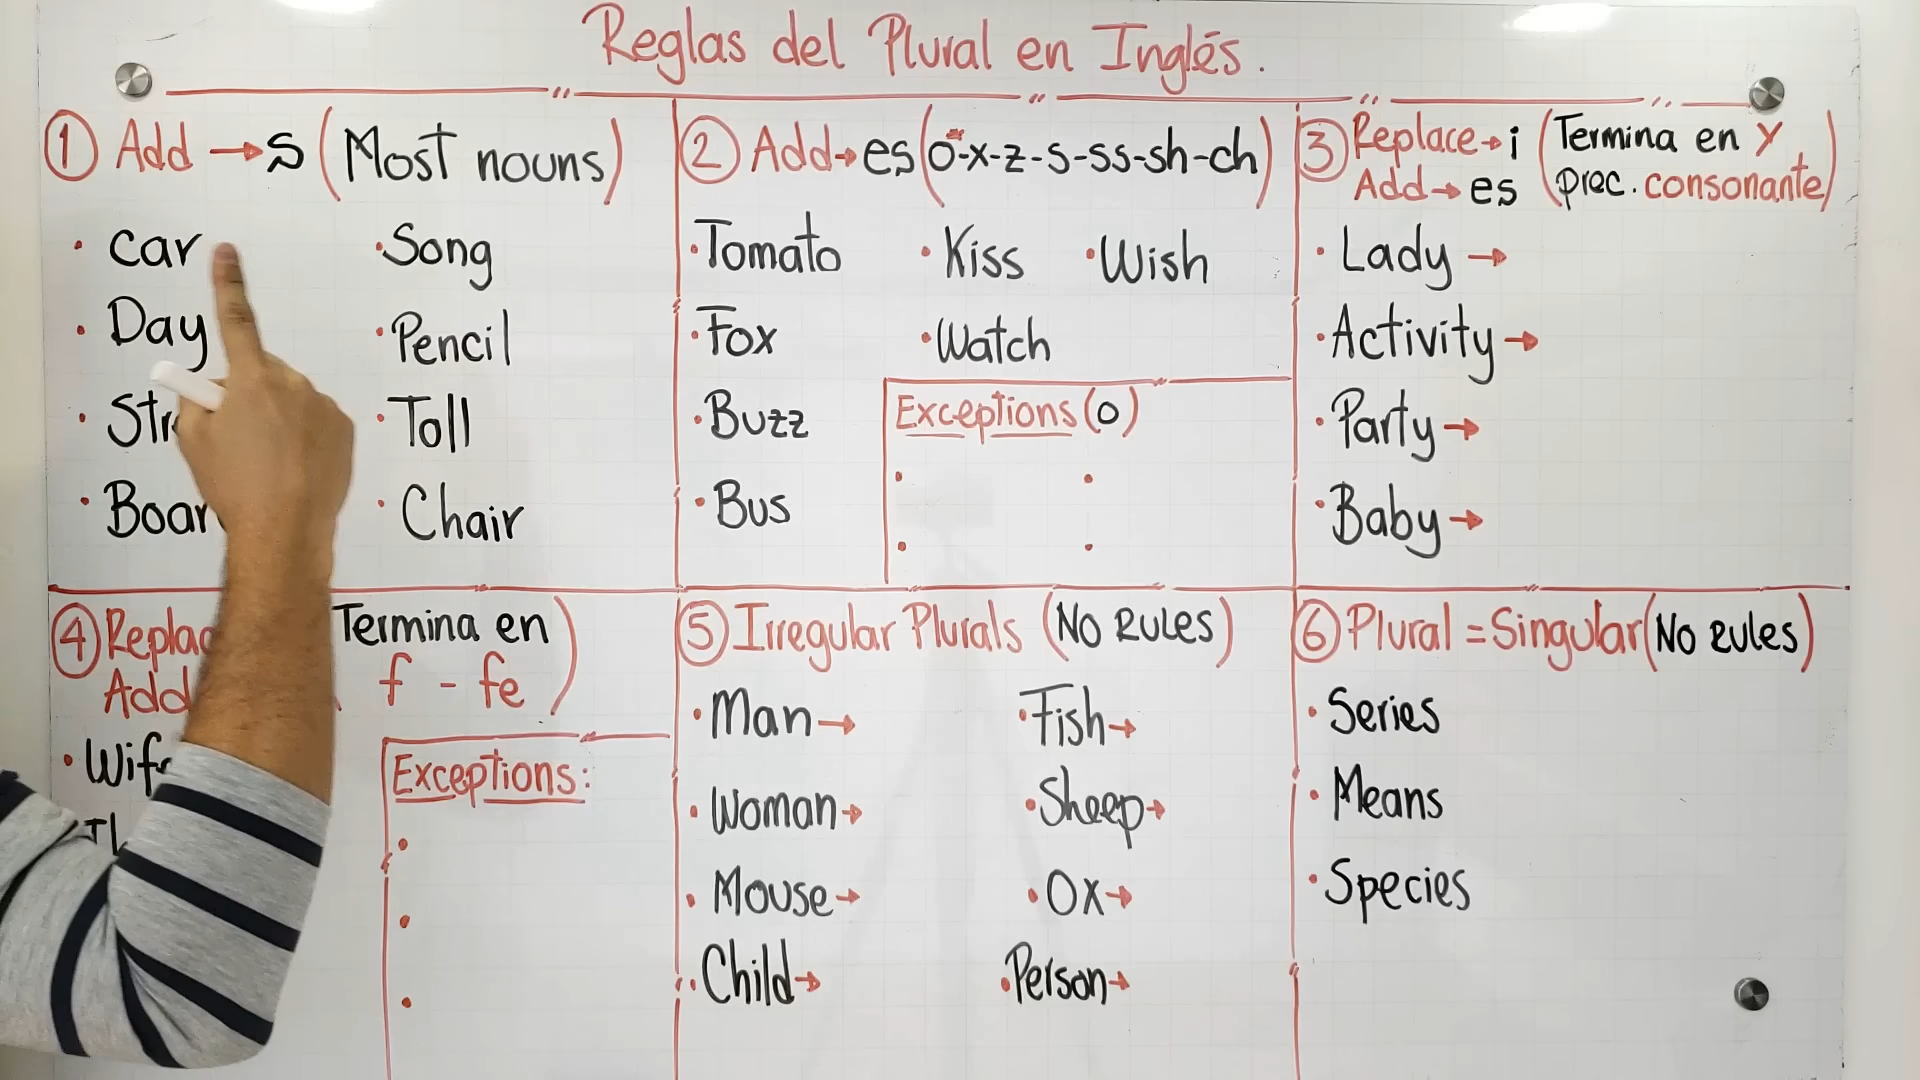 Reglas del Plural en Inglés.
① Add → s (Most nouns)
• Car
• Day
• Song
• Pencil
• Toll
• Chair
② Add → es (o-x-z-s-ss-sh-ch)
• Tomato
• Fox
• Buzz
• Bus
• Kiss
• Watch
• Wish
Exceptions (o)
③ Replace → i (Termina en Y
Add → es prec. consonante)
• Lady →
• Activity →
• Party →
• Baby →
④ Termina en
Add f - fe)
Exceptions:
⑤ Irregular Plurals (No Rules)
• Man →
• Woman →
• Mouse →
• Child →
• Fish →
• Sheep →
• Ox →
• Person →
⑥ Plural = Singular (No Rules)
• Series
• Means
• Species